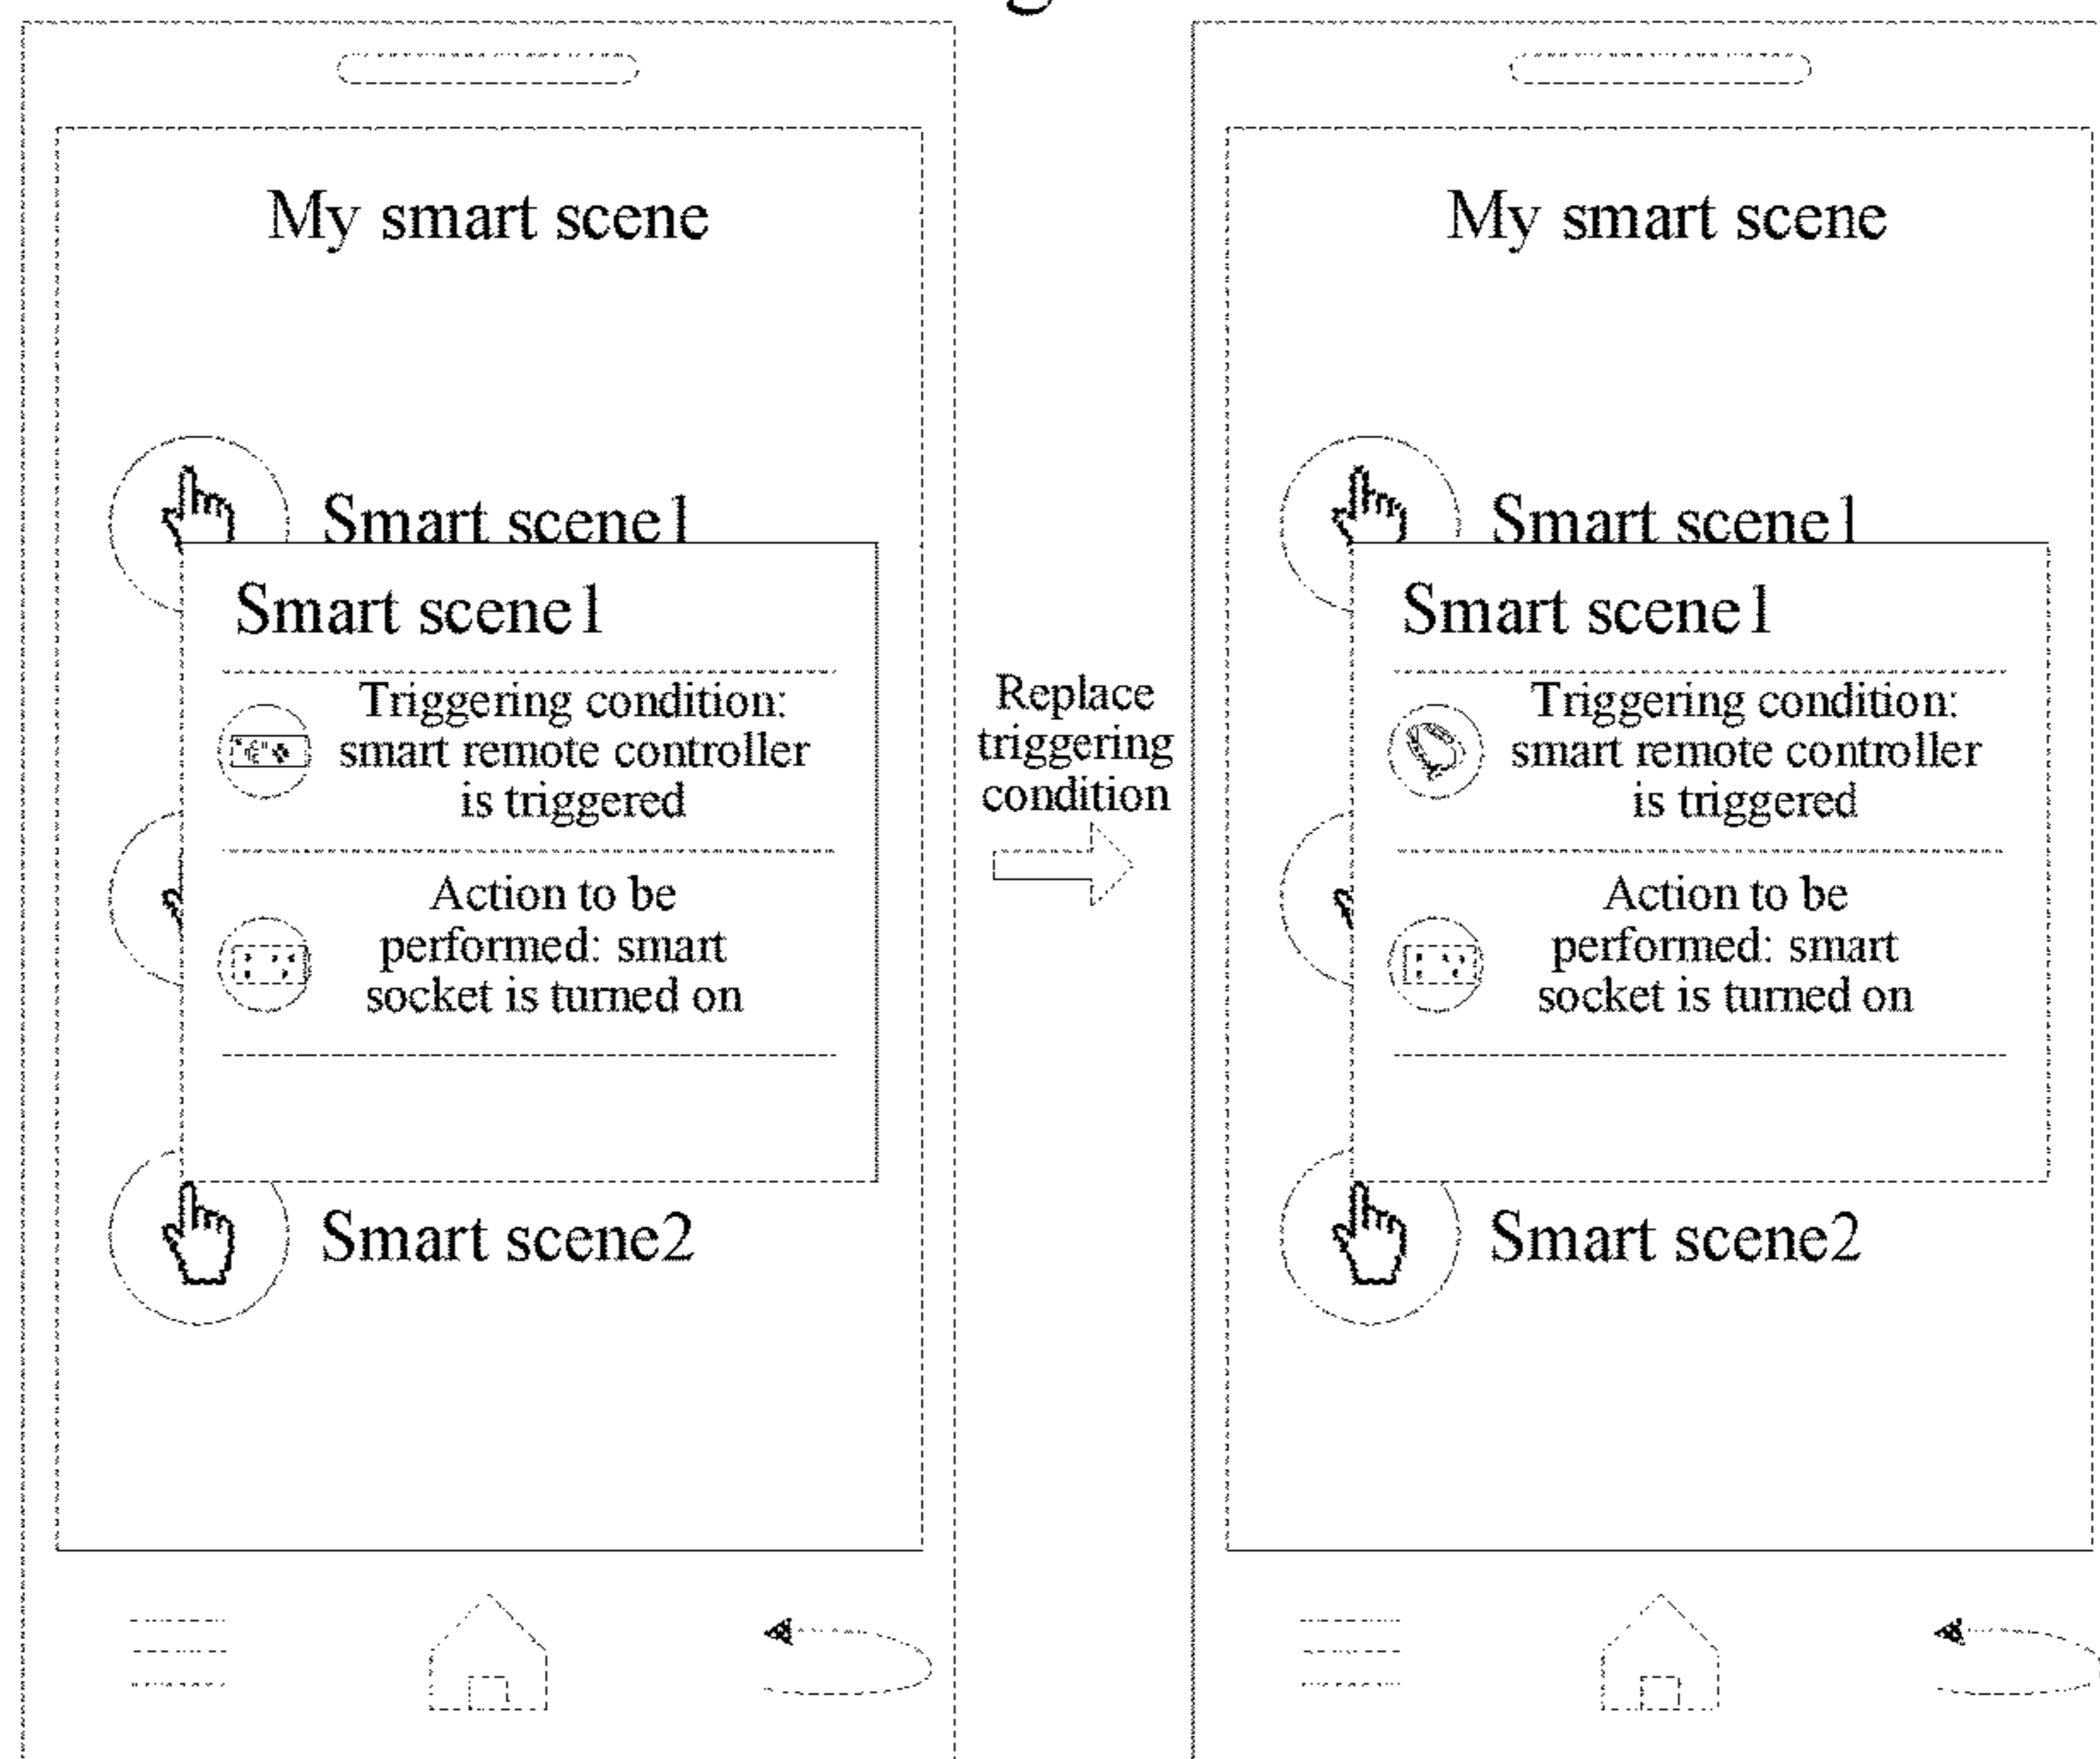 My smart scene
Smart scene1
Smart scene1
Triggering condition:
smart remote controller
is triggered
Action to be
performed: smart
socket is turned on
Smart scene2
Replace
triggering
condition
My smart scene
Smart scene1
Smart scene1
Triggering condition:
smart remote controller
is triggered
Action to be
performed: smart
socket is turned on
Smart scene2